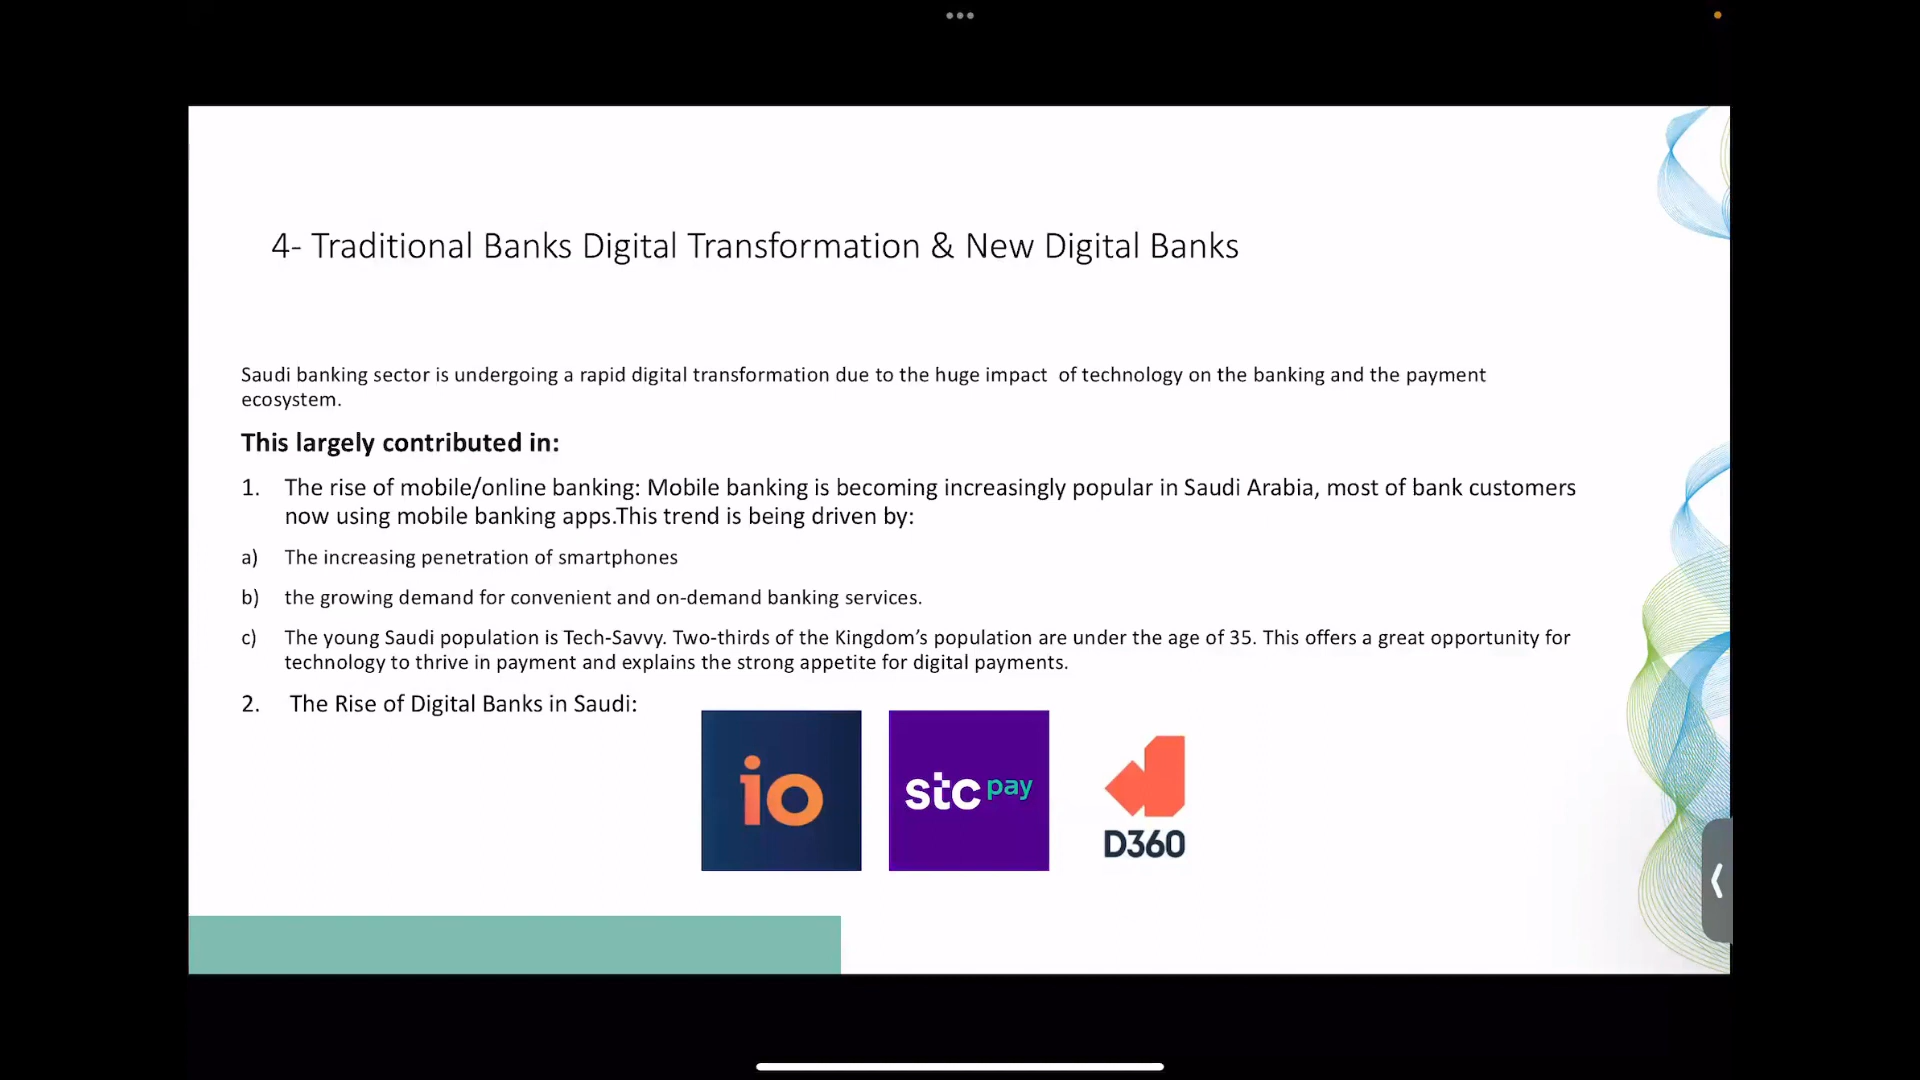 4- Traditional Banks Digital Transformation & New Digital Banks
Saudi banking sector is undergoing a rapid digital transformation due to the huge impact  of technology on the banking and the payment
ecosystem.
This largely contributed in:
1. The rise of mobile/online banking: Mobile banking is becoming increasingly popular in Saudi Arabia, most of bank customers
now using mobile banking apps.This trend is being driven by:
a) The increasing penetration of smartphones
b) the growing demand for convenient and on-demand banking services.
c) The young Saudi population is Tech-Savvy. Two-thirds of the Kingdom’s population are under the age of 35. This offers a great opportunity for
technology to thrive in payment and explains the strong appetite for digital payments.
2. The Rise of Digital Banks in Saudi:
io
stc pay
D360